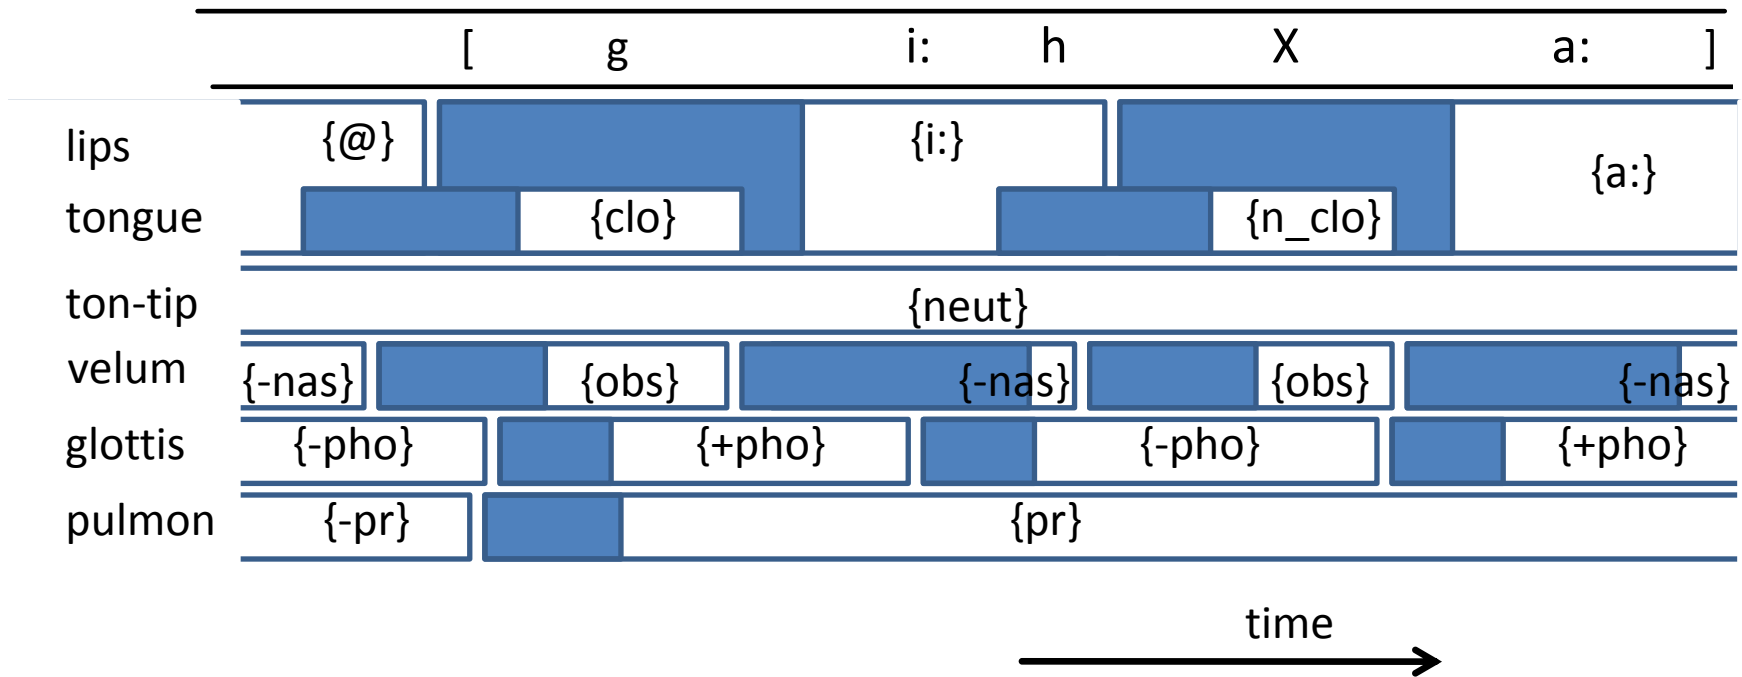 [ g i: h X a: ]
lips {@} {i:} {a:}
tongue {clo} {n_clo}
ton-tip {neut}
velum {-nas} {obs} {-nas} {obs} {-nas}
glottis {-pho} {+pho} {-pho} {+pho}
pulmon {-pr} {pr}
time